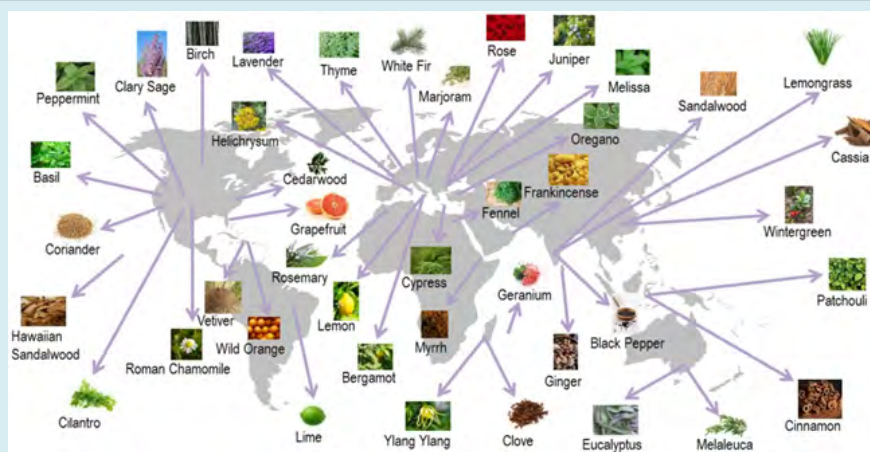 Birch
Lavender
Rose
Juniper
Clary Sage
Thyme
White Fir
Melissa
Lemongrass
Peppermint
Marjoram
Sandalwood
Helichrysum
Oregano
Cassia
Basil
Cedarwood
Frankincense
Fennel
Grapefruit
Wintergreen
Coriander
Rosemary
Cypress
Geranium
Patchouli
Hawaiian
Sandalwood
Vetiver
Lemon
Roman Chamomile
Wild Orange
Myrrh
Black Pepper
Bergamot
Ginger
Cilantro
Lime
Ylang Ylang
Clove
Eucalyptus
Melaleuca
Cinnamon